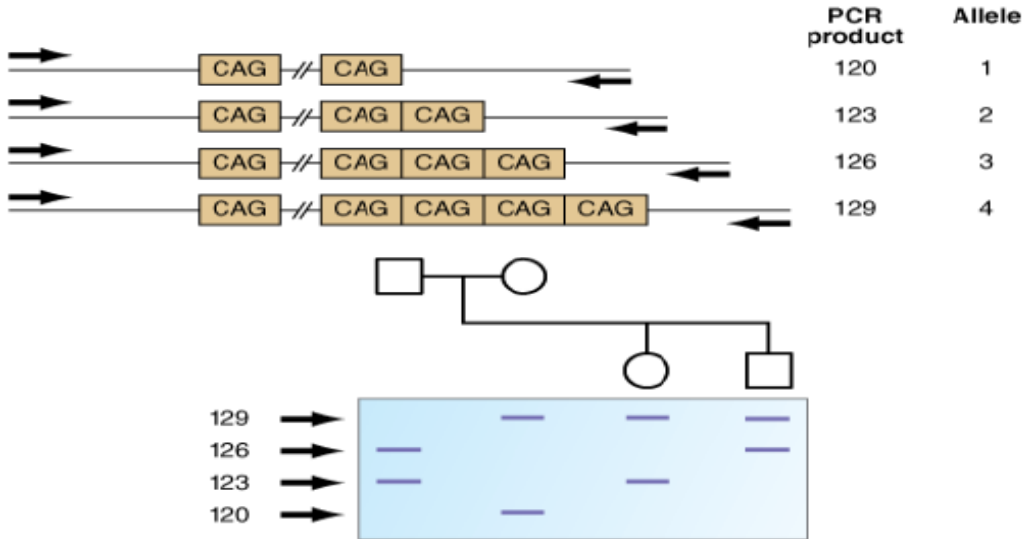 PCR product Allele
CAG // CAG 120 1
CAG // CAG CAG 123 2
CAG // CAG CAG CAG 126 3
CAG // CAG CAG CAG CAG 129 4
129
126
123
120